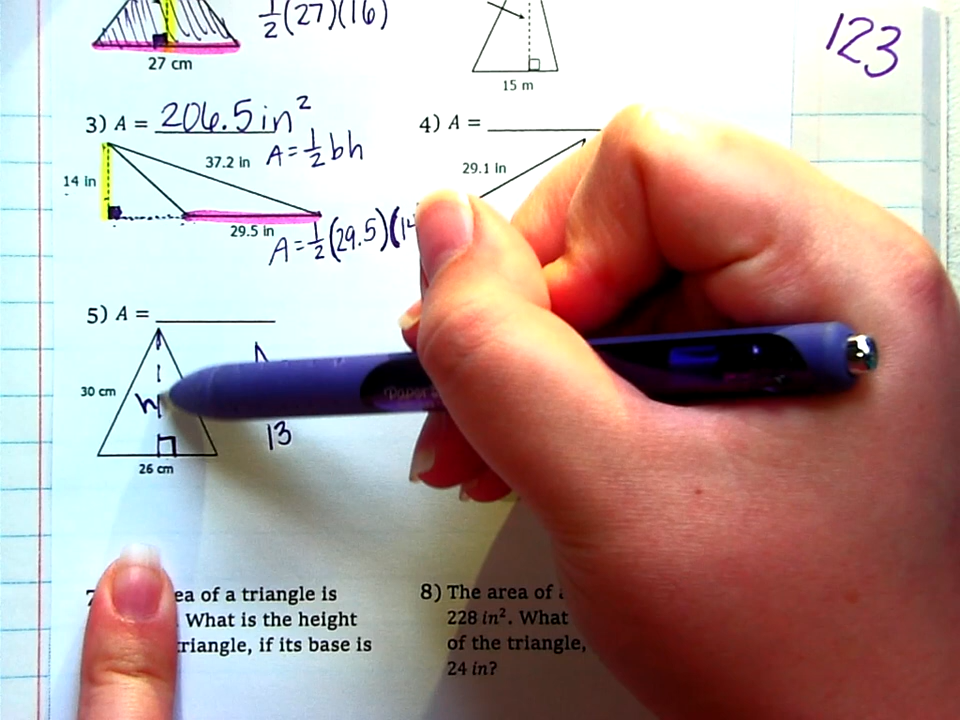 ½(27)(16)
123
27 cm
15 m
3) A = 206.5 in²
4) A =
37.2 in
A = ½bh
29.1 in
14 in
29.5 in
A = ½(29.5)(14
5) A =
30 cm
h
13
26 cm
ea of a triangle is
What is the height
triangle, if its base is
8) The area of
228 in². What
of the triangle,
24 in?